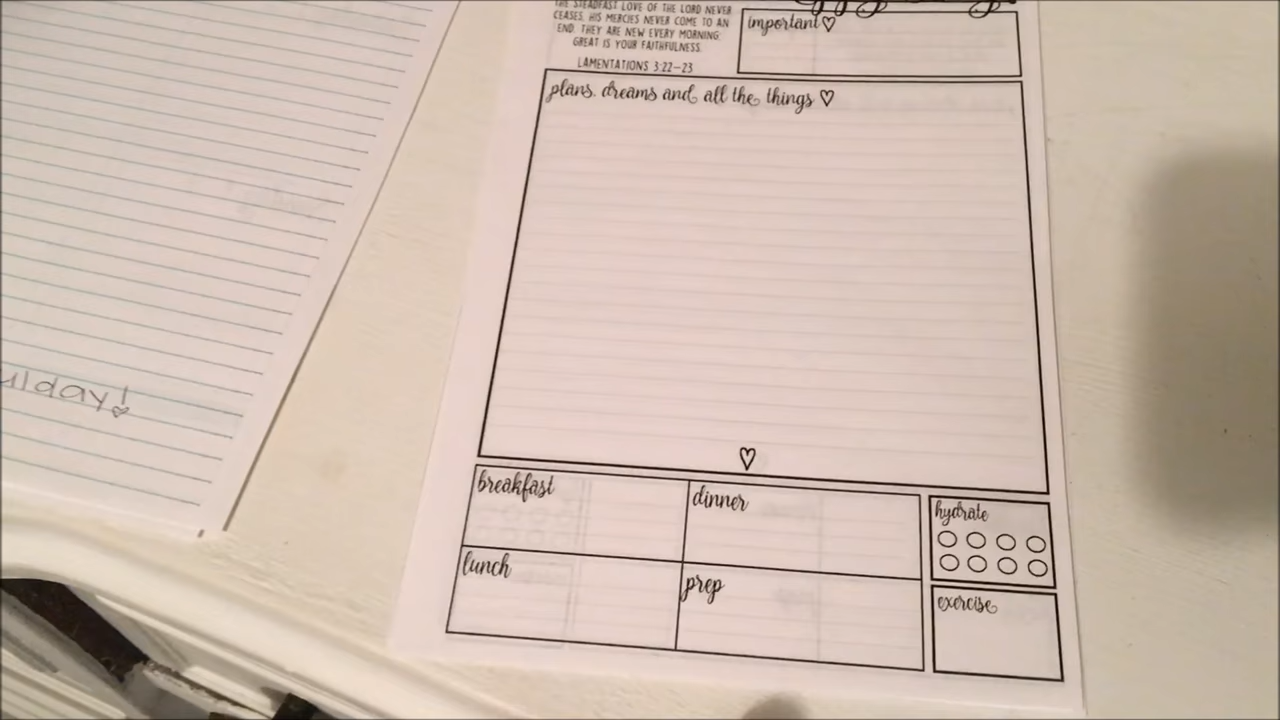 THE STEADFAST LOVE OF THE LORD NEVER
CEASES, HIS MERCIES NEVER COME TO AN
END. THEY ARE NEW EVERY MORNING;
GREAT IS YOUR FAITHFULNESS.
LAMENTATIONS 3:22-23
important
plans, dreams and all the things
breakfast
dinner
hydrate
lunch
prep
exercise